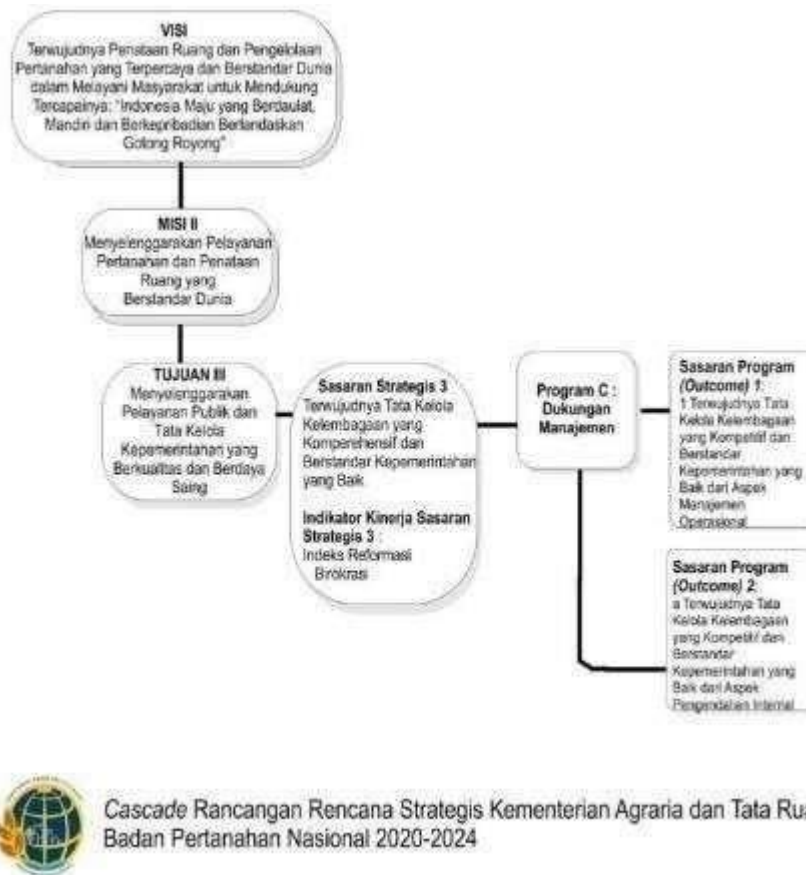 VISI
Terwujudnya Penataan Ruang dan Pengelolaan
Pertanahan yang Terpercaya dan Berstandar Dunia
dalam Melayani Masyarakat untuk Mendukung
Tercapainya: "Indonesia Maju yang Berdaulat,
Mandiri dan Berkepribadian Berlandaskan
Gotong Royong"
MISI II
Menyelenggarakan Pelayanan
Pertanahan dan Penataan
Ruang yang
Berstandar Dunia
TUJUAN III
Menyelenggarakan
Pelayanan Publik dan
Tata Kelola
Kepemerintahan yang
Berkualitas dan Berdaya
Saing
Sasaran Strategis 3
Terwujudnya Tata Kelola
Kelembagaan yang
Komperehensif dan
Berstandar Kepemerintahan
yang Baik
Indikator Kinerja Sasaran
Strategis 3 :
Indeks Reformasi
Birokrasi
Program C :
Dukungan
Manajemen
Sasaran Program
(Outcome) 1:
1 Terwujudnya Tata
Kelola Kelembagaan
yang Kompetitif dan
Berstandar
Kepemerintahan yang
Baik dari Aspek
Manajemen
Operasional
Sasaran Program
(Outcome) 2:
a Terwujudnya Tata
Kelola Kelembagaan
yang Kompetitif dan
Berstandar
Kepemerintahan yang
Baik dari Aspek
Pengendalian Internal
Cascade Rancangan Rencana Strategis Kementerian Agraria dan Tata Rua
Badan Pertanahan Nasional 2020-2024